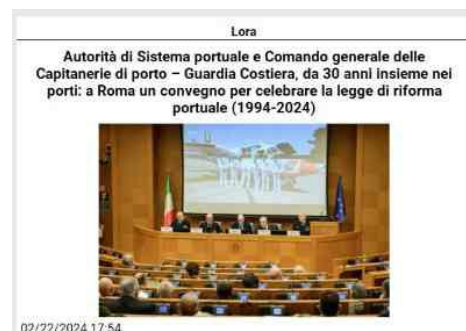 Lora
Autorità di Sistema portuale e Comando generale delle
Capitanerie di porto – Guardia Costiera, da 30 anni insieme nei
porti: a Roma un convegno per celebrare la legge di riforma
portuale (1994-2024)
02/22/2024 17:54